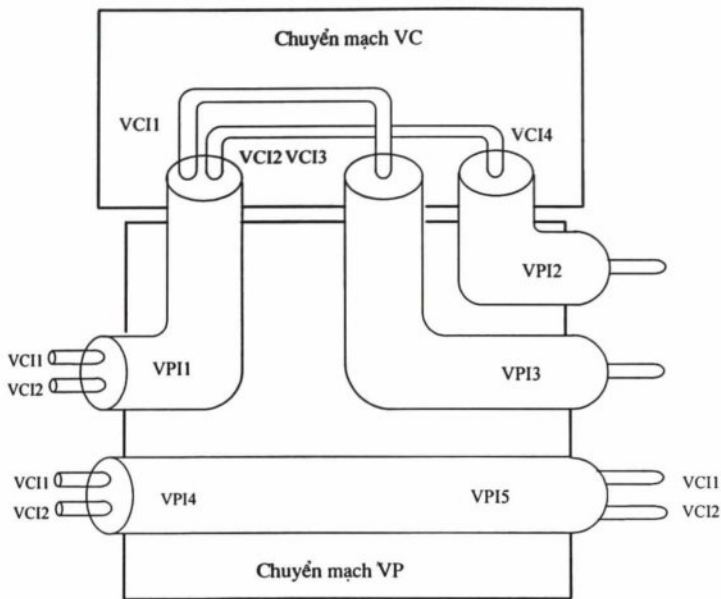 Chuyển mạch VC
VCI1
VCI4
VCI2 VCI3
VPI2
VCI1
VPI1
VPI3
VCI2
VCI1
VCI1
VPI4
VPI5
VCI2
VCI2
Chuyển mạch VP